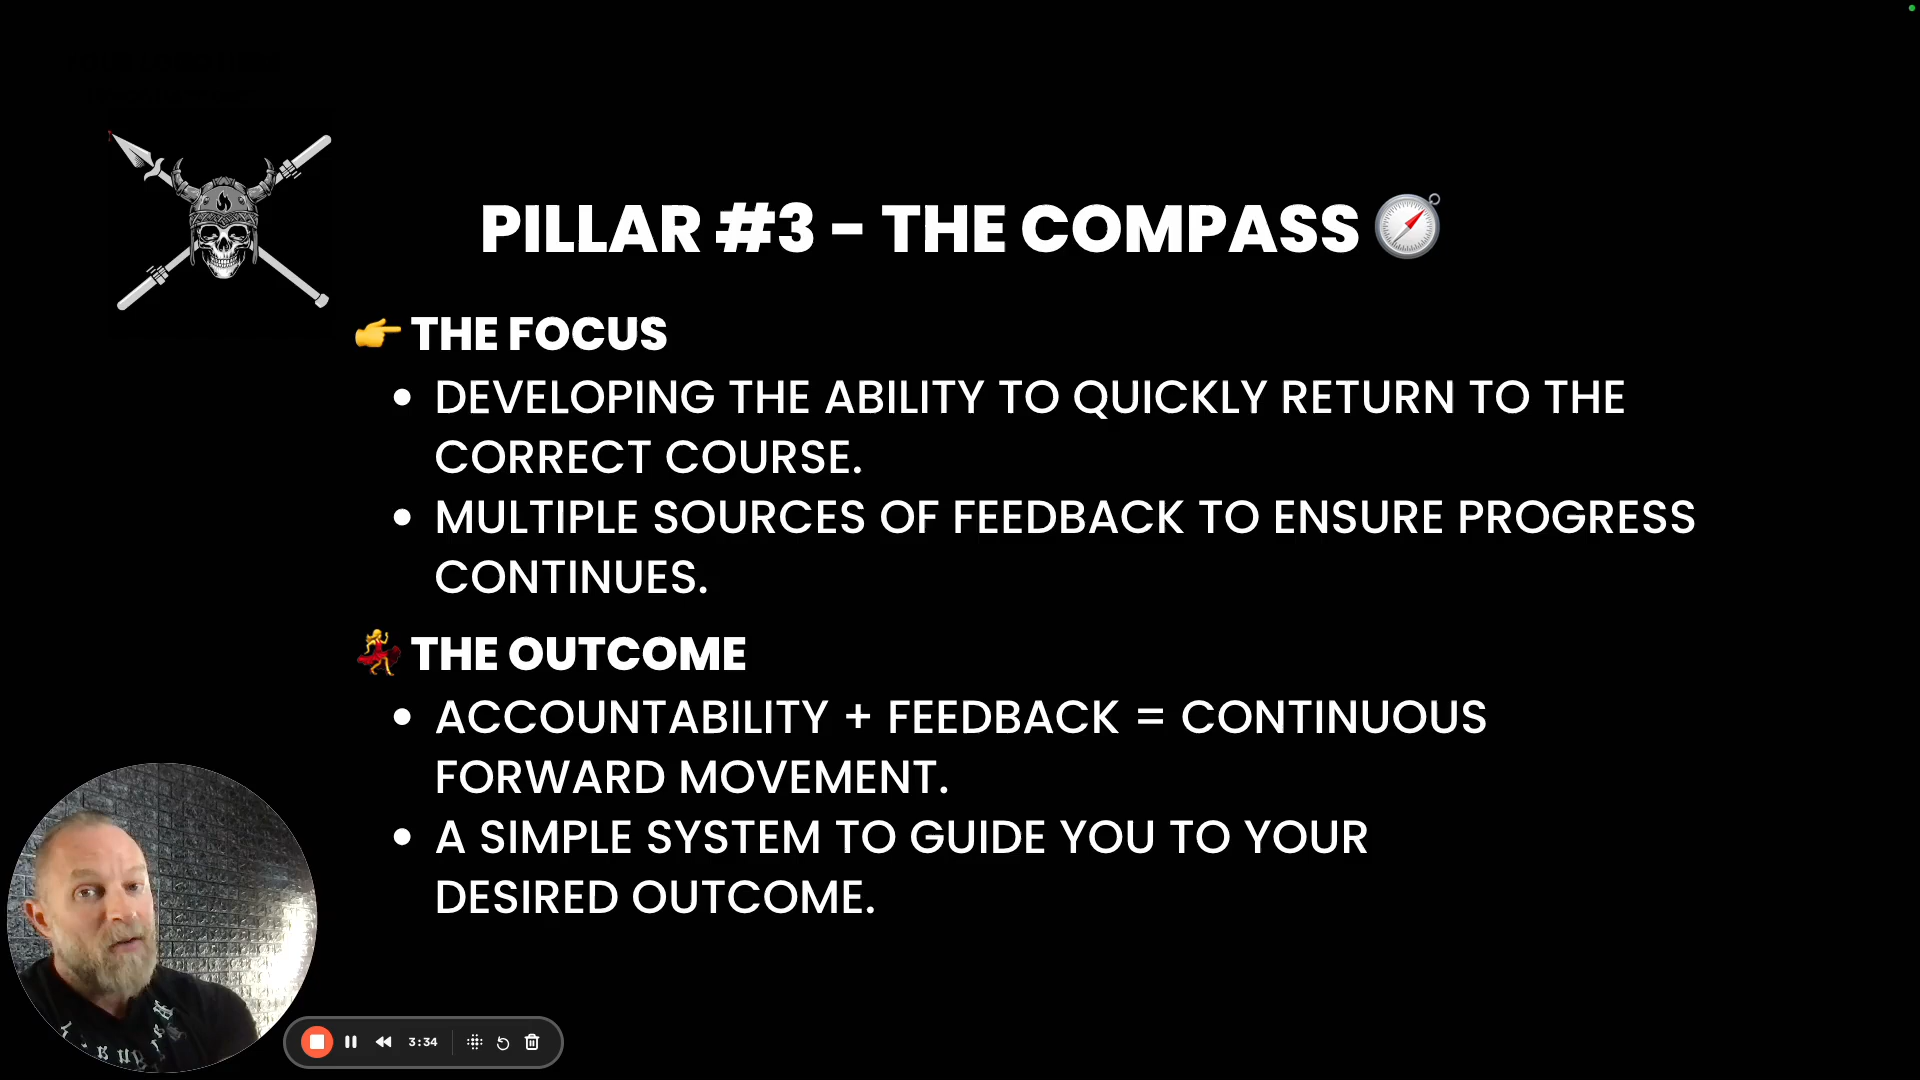 PILLAR #3 - THE COMPASS 🧭
👉 THE FOCUS
• DEVELOPING THE ABILITY TO QUICKLY RETURN TO THE
CORRECT COURSE.
• MULTIPLE SOURCES OF FEEDBACK TO ENSURE PROGRESS
CONTINUES.
💃 THE OUTCOME
• ACCOUNTABILITY + FEEDBACK = CONTINUOUS
FORWARD MOVEMENT.
• A SIMPLE SYSTEM TO GUIDE YOU TO YOUR
DESIRED OUTCOME.
3:34